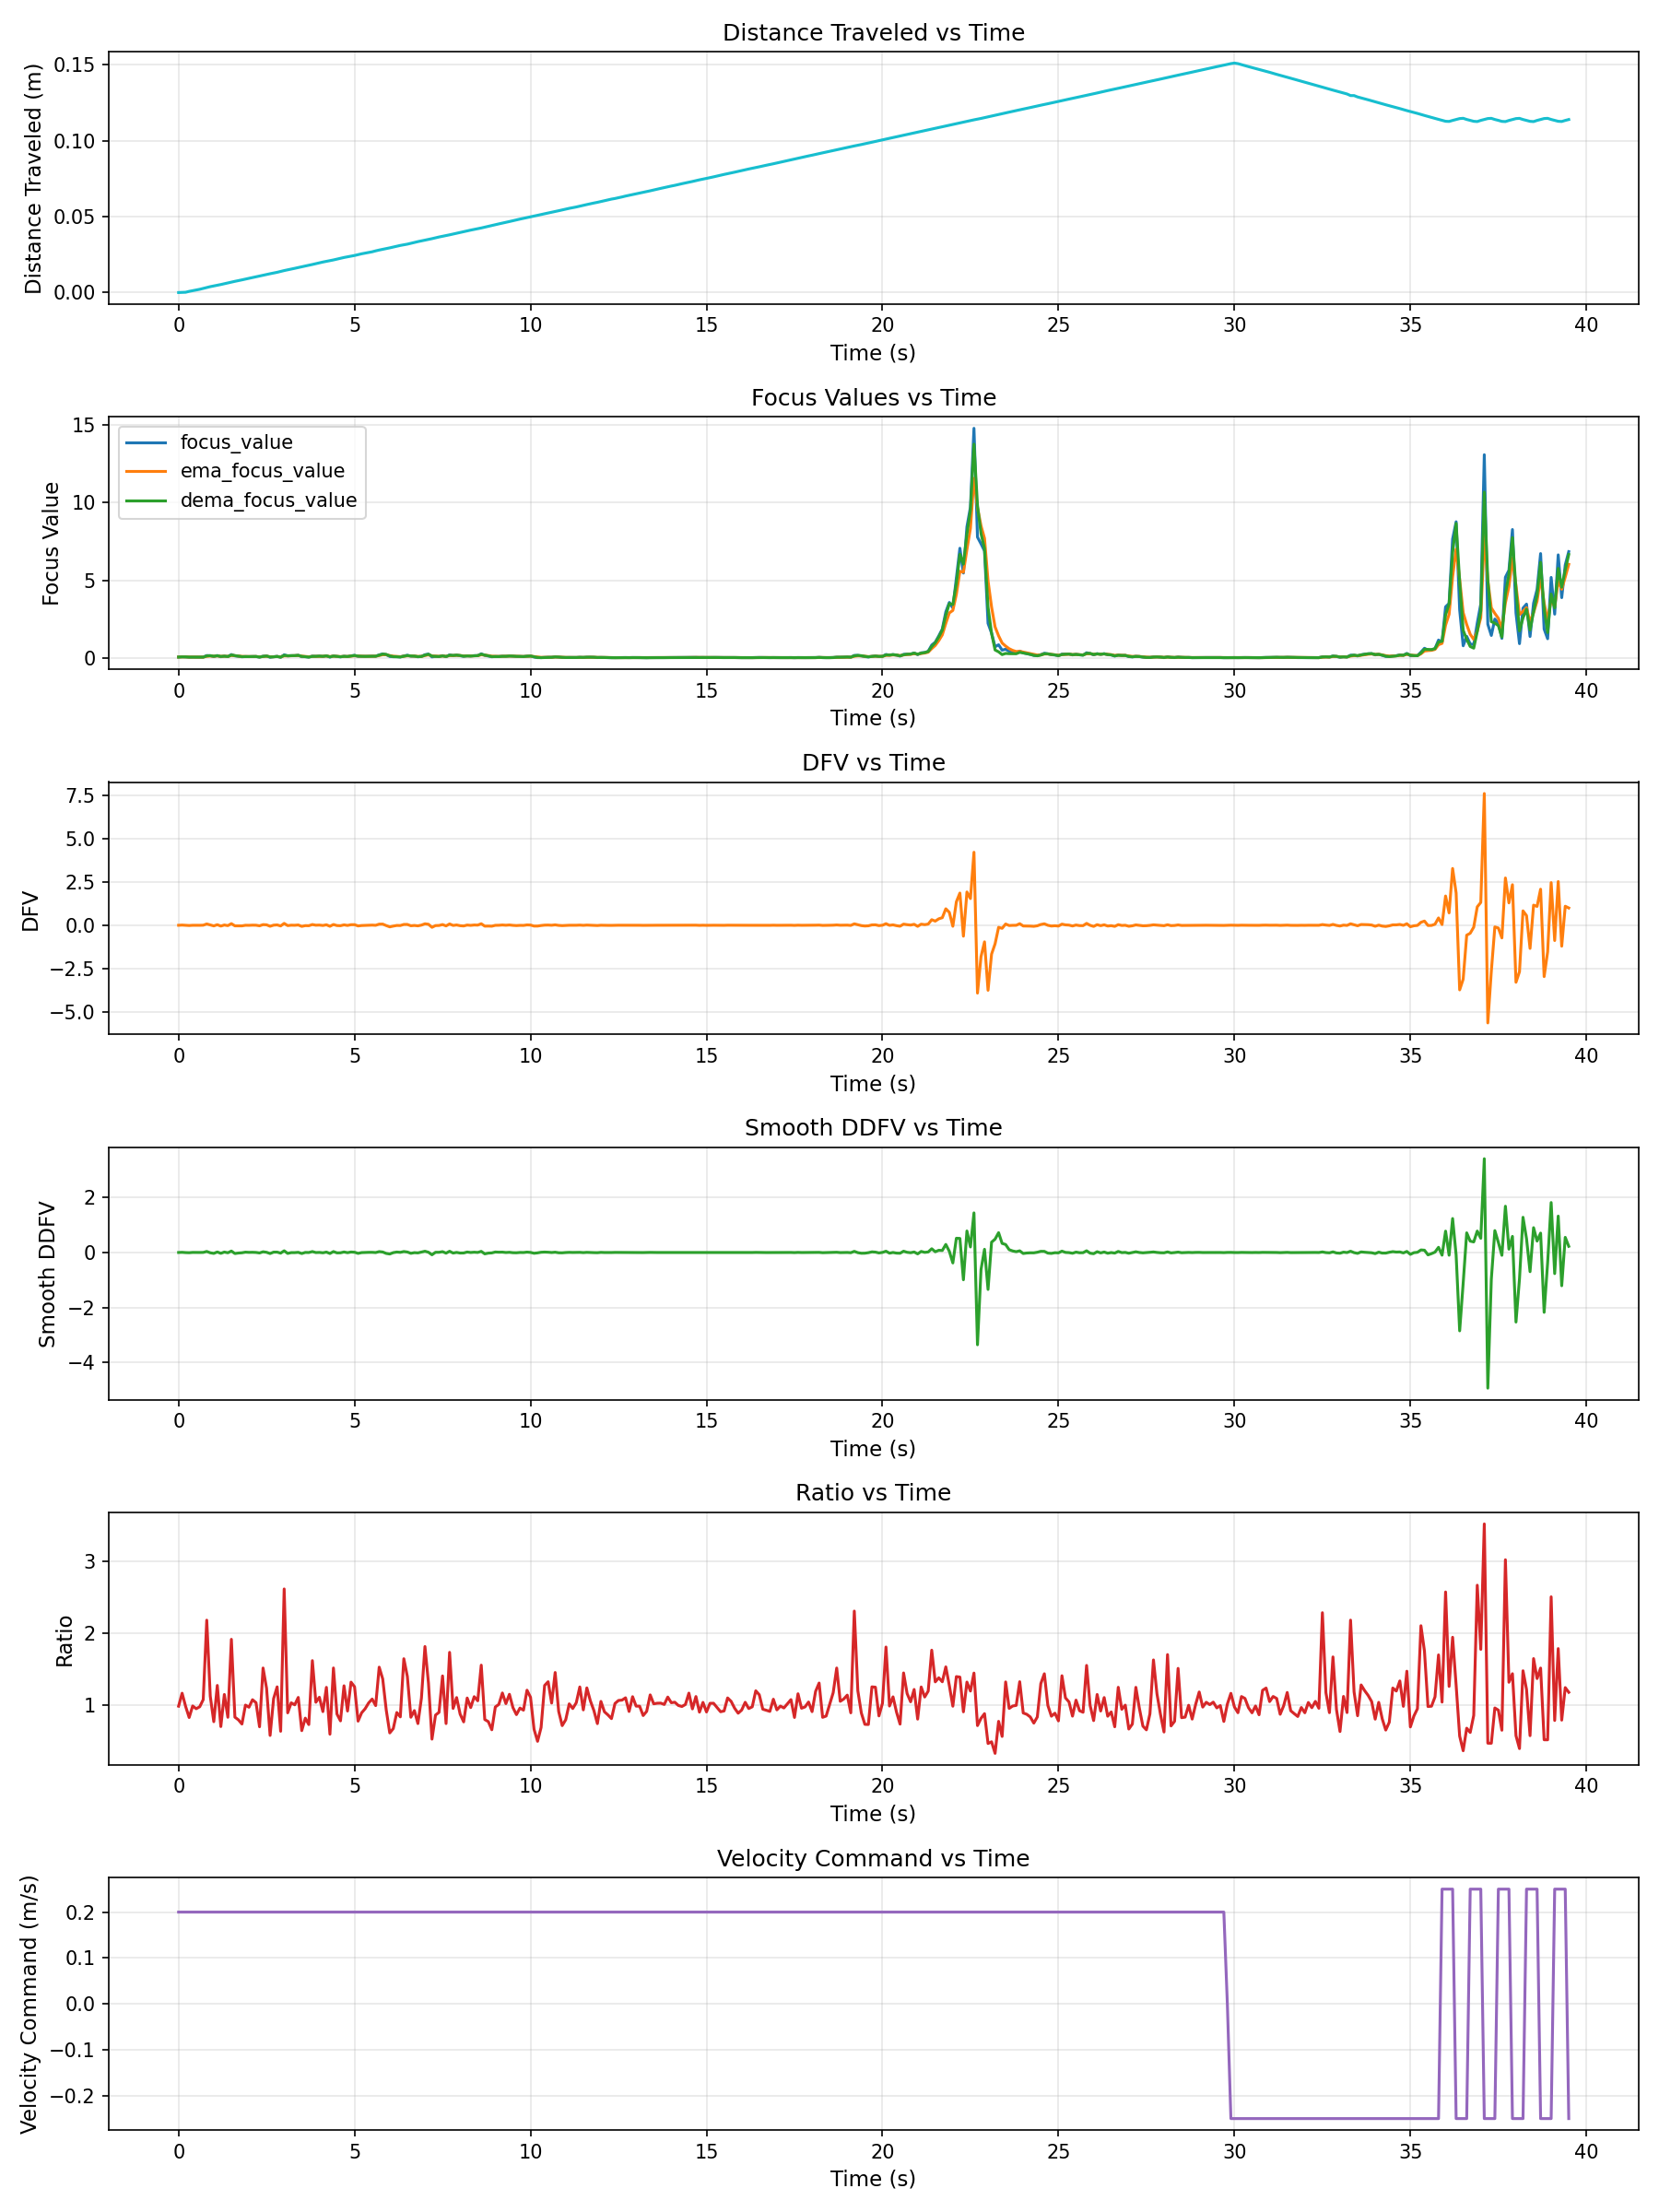 Distance Traveled vs Time
Distance Traveled (m)
0.15
0.10
0.05
0.00
0 5 10 15 20 25 30 35 40
Time (s)
Focus Values vs Time
Focus Value
15
10
5
0
focus_value
ema_focus_value
dema_focus_value
0 5 10 15 20 25 30 35 40
Time (s)
DFV vs Time
DFV
7.5
5.0
2.5
0.0
−2.5
−5.0
0 5 10 15 20 25 30 35 40
Time (s)
Smooth DDFV vs Time
Smooth DDFV
2
0
−2
−4
0 5 10 15 20 25 30 35 40
Time (s)
Ratio vs Time
Ratio
3
2
1
0 5 10 15 20 25 30 35 40
Time (s)
Velocity Command vs Time
Velocity Command (m/s)
0.2
0.1
0.0
−0.1
−0.2
0 5 10 15 20 25 30 35 40
Time (s)